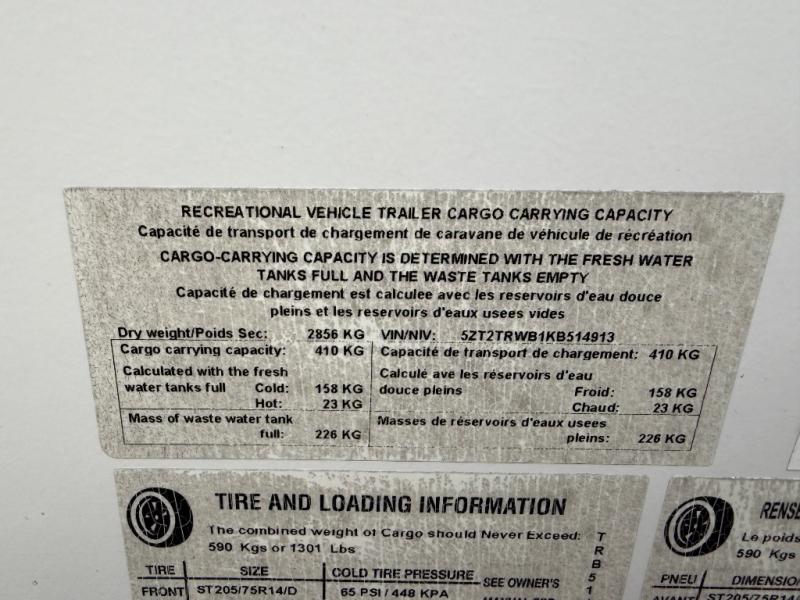 RECREATIONAL VEHICLE TRAILER CARGO CARRYING CAPACITY
Capacité de transport de chargement de caravane de véhicule de récréation
CARGO-CARRYING CAPACITY IS DETERMINED WITH THE FRESH WATER
TANKS FULL AND THE WASTE TANKS EMPTY
Capacité de chargement est calculee avec les reservoirs d'eau douce
pleins et les reservoirs d'eaux usees vides
Dry weight/Poids Sec: 2856 KG VIN/NIV: 5ZT2TRWB1KB514913
Cargo carrying capacity: 410 KG Capacité de transport de chargement: 410 KG
Calculated with the fresh Calculé ave les réservoirs d'eau
water tanks full Cold: 158 KG douce pleins Froid: 158 KG
Hot: 23 KG Chaud: 23 KG
Mass of waste water tank Masses de réservoirs d'eaux usees
full: 226 KG pleins: 226 KG
TIRE AND LOADING INFORMATION
The combined weight of Cargo should Never Exceed:
590 Kgs or 1301 Lbs
TIRE SIZE COLD TIRE PRESSURE SEE OWNER'S
FRONT ST205/75R14/D 65 PSI / 448 KPA
T
R
B
5
1
Le poids
590 Kgs
PNEU
ST205/75R14